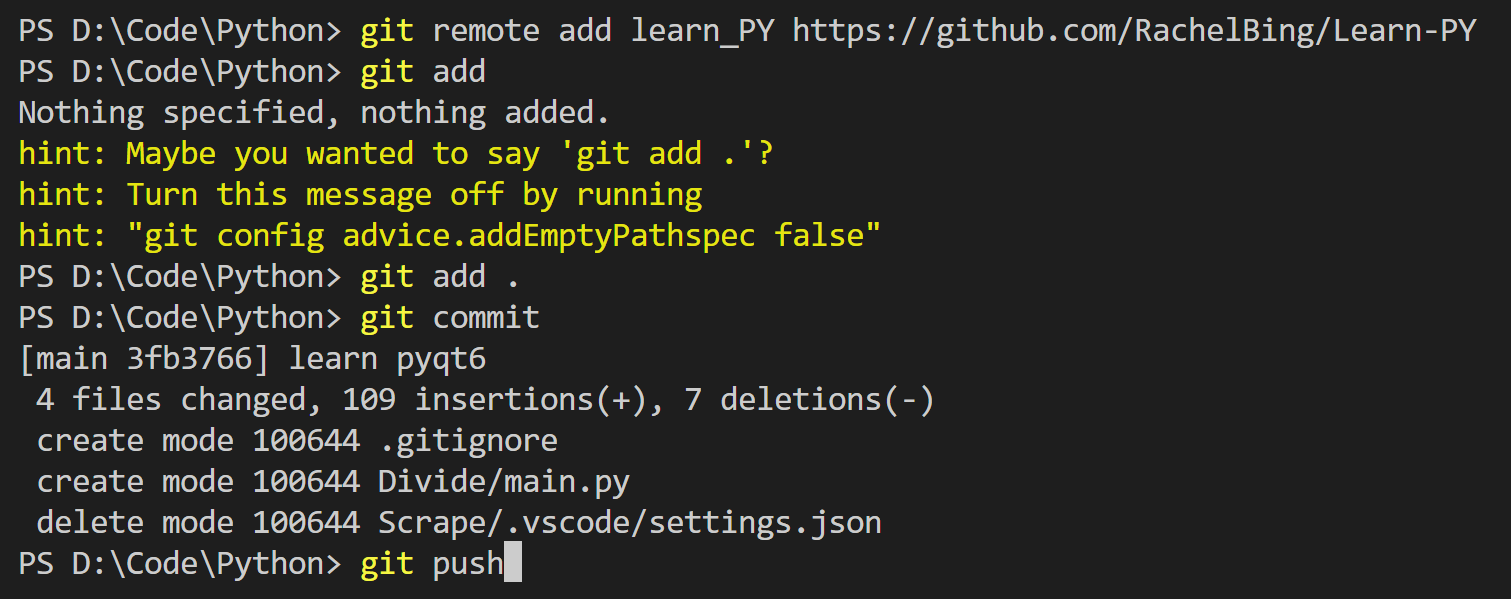 PS D:\Code\Python> git remote add learn_PY https://github.com/RachelBing/Learn-PY
PS D:\Code\Python> git add
Nothing specified, nothing added.
hint: Maybe you wanted to say 'git add .'?
hint: Turn this message off by running
hint: "git config advice.addEmptyPathspec false"
PS D:\Code\Python> git add .
PS D:\Code\Python> git commit
[main 3fb3766] learn pyqt6
 4 files changed, 109 insertions(+), 7 deletions(-)
 create mode 100644 .gitignore
 create mode 100644 Divide/main.py
 delete mode 100644 Scrape/.vscode/settings.json
PS D:\Code\Python> git push